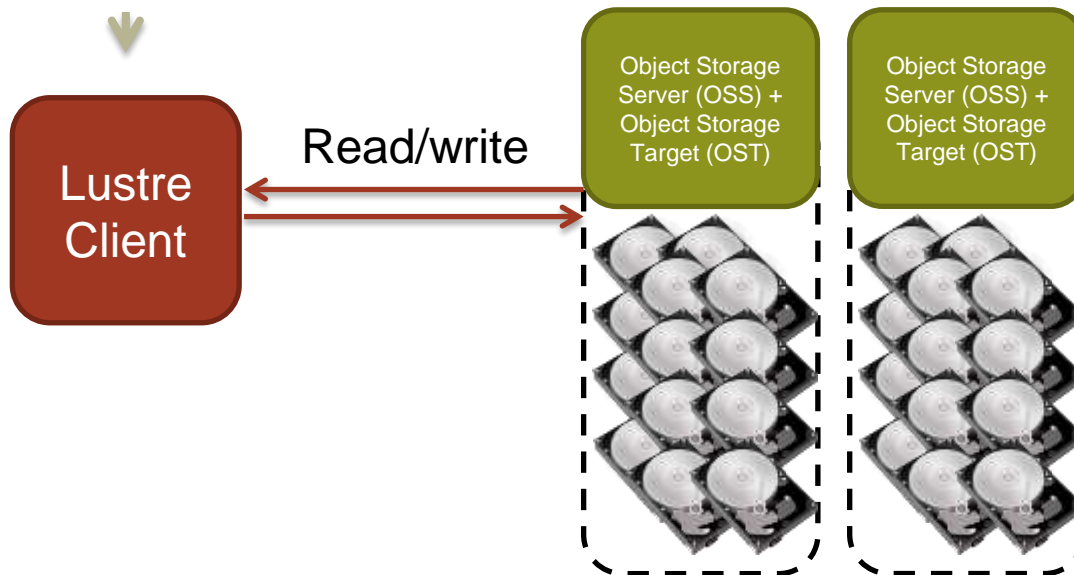 Object Storage
Server (OSS) +
Object Storage
Target (OST)
Object Storage
Server (OSS) +
Object Storage
Target (OST)
Read/write
Lustre
Client